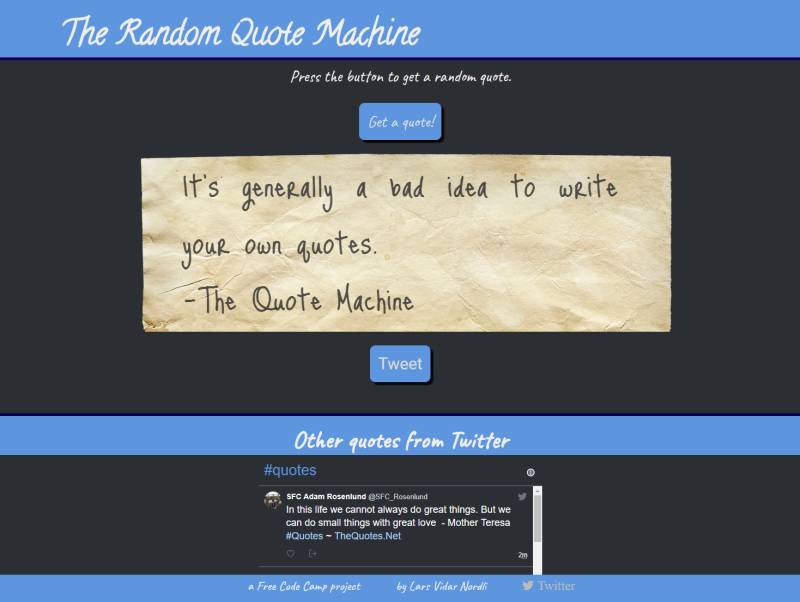 The Random Quote Machine
Press the button to get a random quote.
Get a quote!
It's generally a bad idea to write
your own quotes.
-The Quote Machine
Tweet
Other quotes from Twitter
#quotes
SFC Adam Rosenlund @SFC_Rosenlund
In this life we cannot always do great things. But we
can do small things with great love - Mother Teresa
#Quotes ~ TheQuotes.Net
2m
a Free Code Camp project by Lars Vidar Nordli Twitter